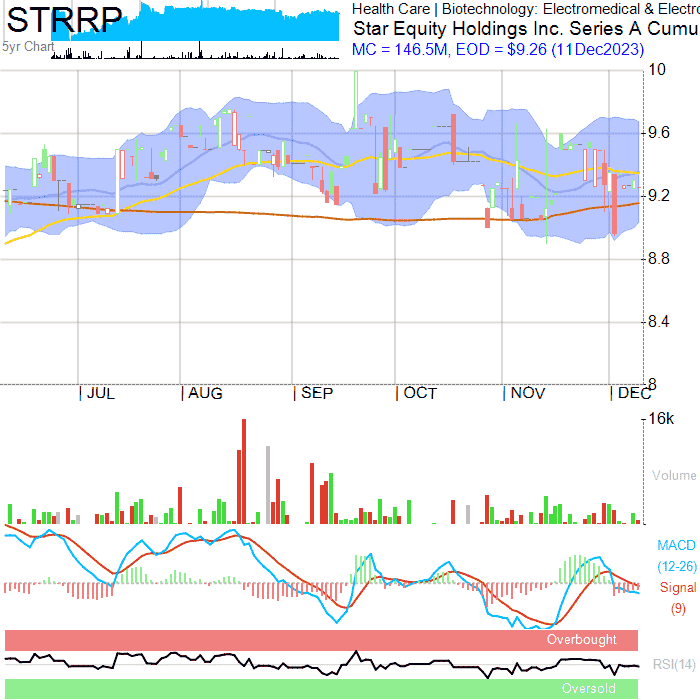 STRRP
5yr Chart
Health Care | Biotechnology: Electromedical & Electro
Star Equity Holdings Inc. Series A Cumu
MC = 146.5M, EOD = $9.26 (11Dec2023)
10
9.6
9.2
8.8
8.4
8
| JUL | AUG | SEP | OCT | NOV | DEC
16k
Volume
MACD
(12-26)
Signal
(9)
Overbought
RSI(14)
Oversold